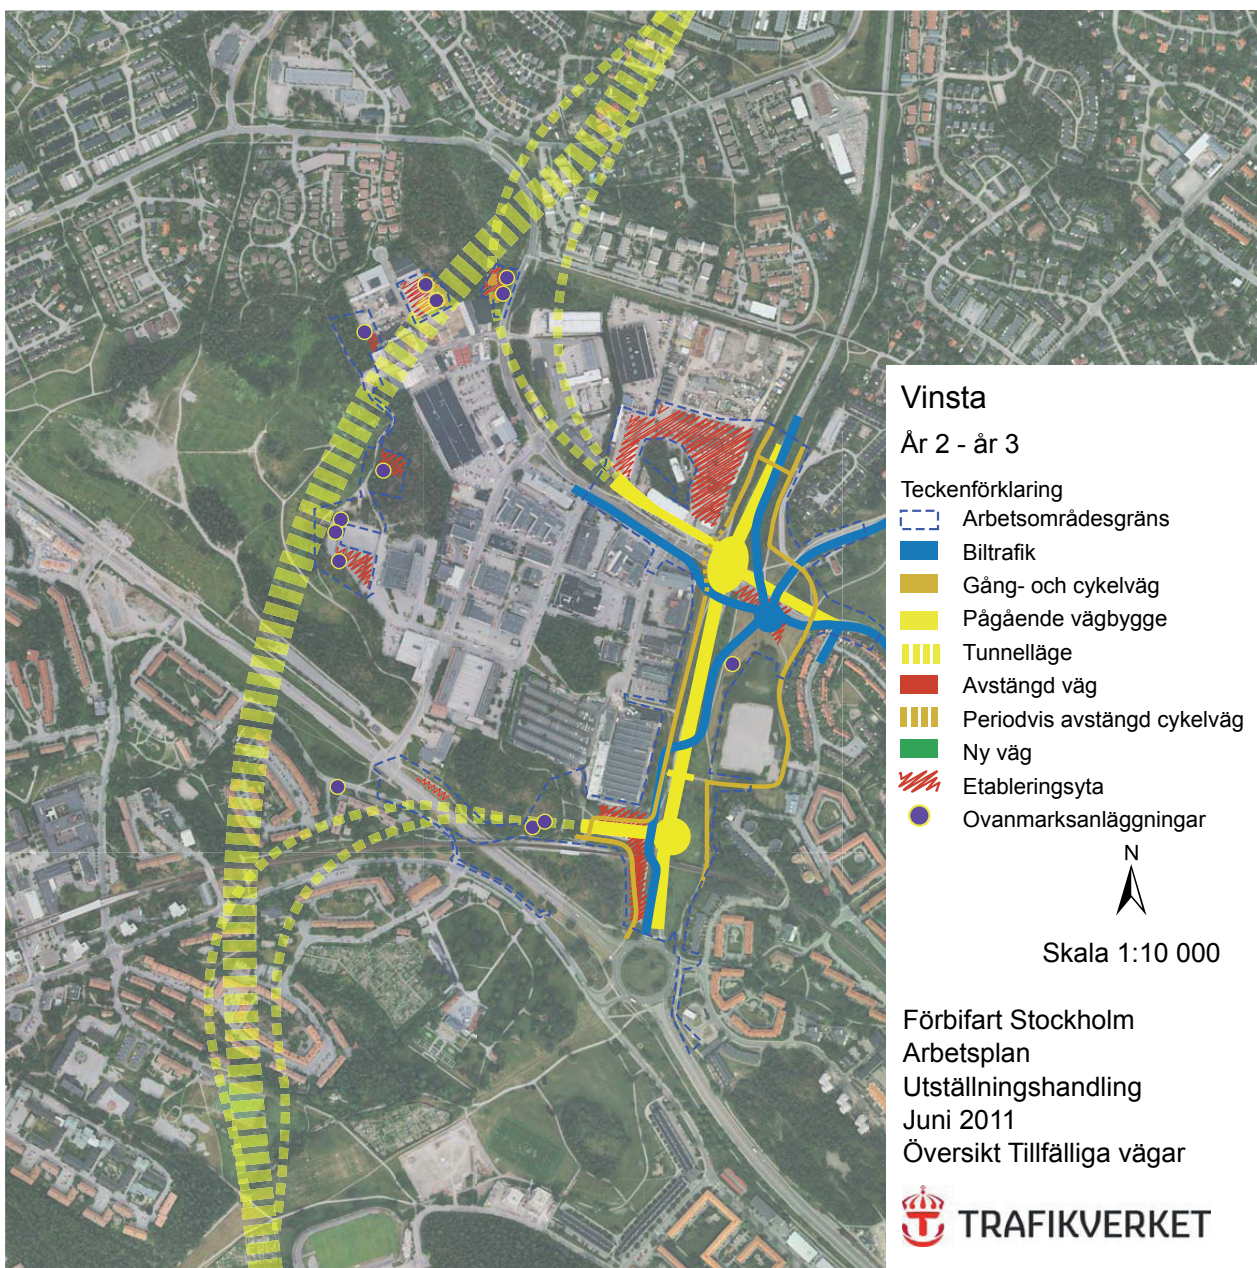 Vinsta
År 2 - år 3
Teckenförklaring
Arbetsområdesgräns
Biltrafik
Gång- och cykelväg
Pågående vägbygge
Tunnelläge
Avstängd väg
Periodvis avstängd cykelväg
Ny väg
Etableringsyta
Ovanmarksanläggningar
N
Skala 1:10 000
Förbifart Stockholm
Arbetsplan
Utställningshandling
Juni 2011
Översikt Tillfälliga vägar
TRAFIKVERKET